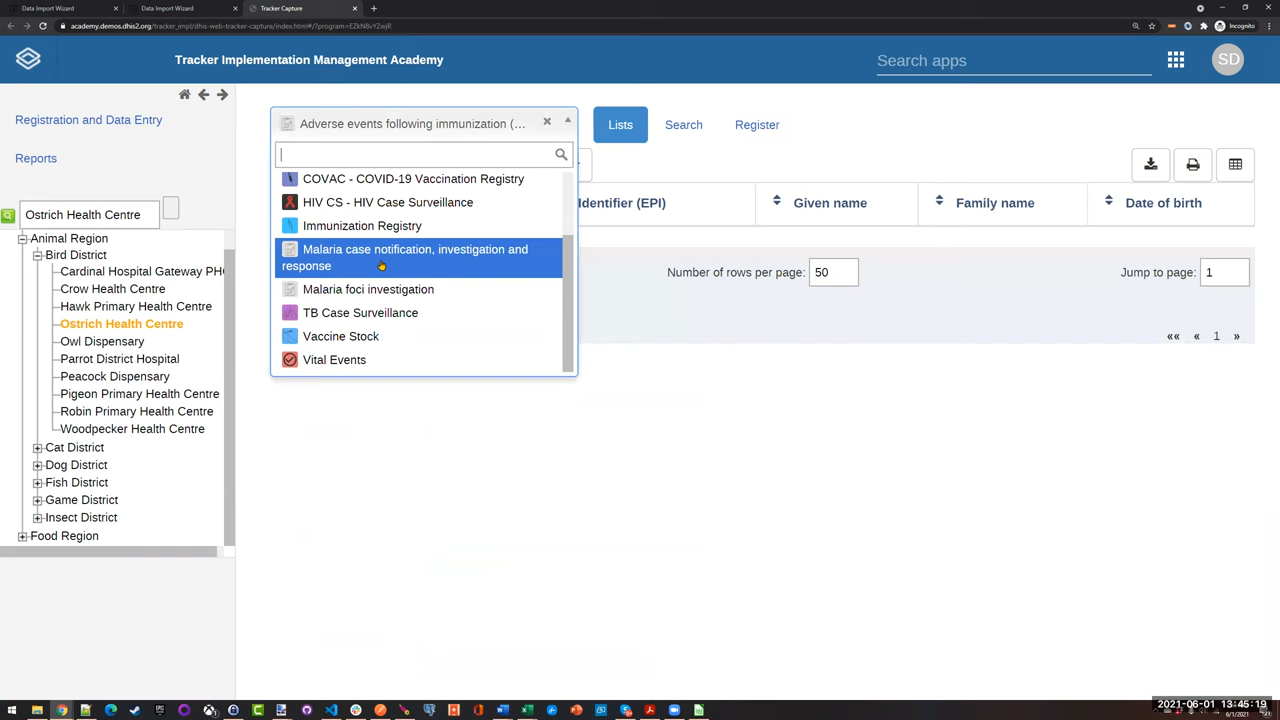 Data Import Wizard
Data Import Wizard
Tracker Capture
academy.demos.dhis2.org/tracker_impl/dhis-web-tracker-capture/index.html#/?program=EZkN8vYZwjR
Incognito
Tracker Implementation Management Academy
Search apps
SD
Registration and Data Entry
Reports
Ostrich Health Centre
Animal Region
Bird District
Cardinal Hospital Gateway PHC
Crow Health Centre
Hawk Primary Health Centre
Ostrich Health Centre
Owl Dispensary
Parrot District Hospital
Peacock Dispensary
Pigeon Primary Health Centre
Robin Primary Health Centre
Woodpecker Health Centre
Cat District
Dog District
Fish District
Game District
Insect District
Food Region
Adverse events following immunization (...
COVAC - COVID-19 Vaccination Registry
HIV CS - HIV Case Surveillance
Immunization Registry
Malaria case notification, investigation and
response
Malaria foci investigation
TB Case Surveillance
Vaccine Stock
Vital Events
Lists
Search
Register
Identifier (EPI)
Given name
Family name
Date of birth
Number of rows per page:
50
Jump to page:
1
«« « 1 »
2021-06-01 13:45:19
6/1/2021